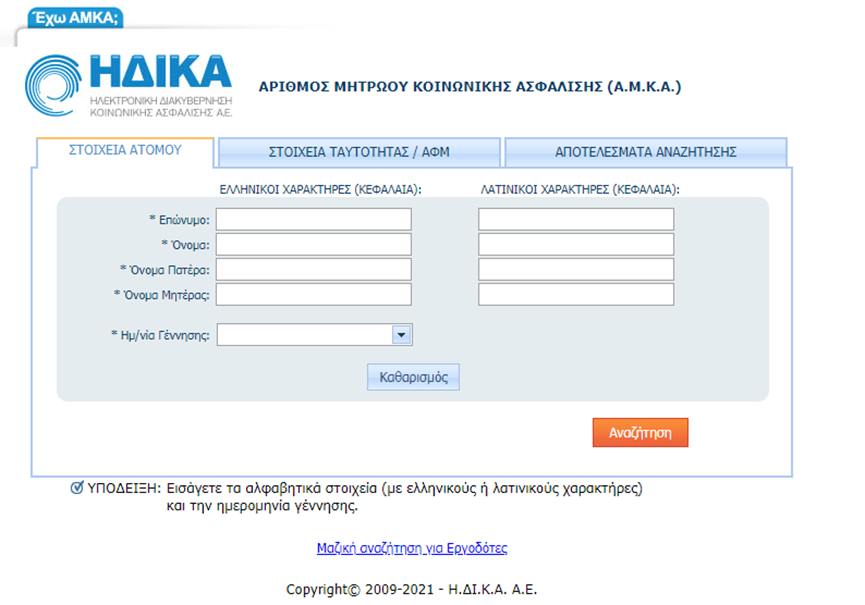 Έχω ΑΜΚΑ;
ΗΔΙΚΑ
ΗΛΕΚΤΡΟΝΙΚΗ ΔΙΑΚΥΒΕΡΝΗΣΗ
ΚΟΙΝΩΝΙΚΗΣ ΑΣΦΑΛΙΣΗΣ Α.Ε.
ΑΡΙΘΜΟΣ ΜΗΤΡΩΟΥ ΚΟΙΝΩΝΙΚΗΣ ΑΣΦΑΛΙΣΗΣ (Α.Μ.Κ.Α.)
ΣΤΟΙΧΕΙΑ ΑΤΟΜΟΥ
ΣΤΟΙΧΕΙΑ ΤΑΥΤΟΤΗΤΑΣ / ΑΦΜ
ΑΠΟΤΕΛΕΣΜΑΤΑ ΑΝΑΖΗΤΗΣΗΣ
ΕΛΛΗΝΙΚΟΙ ΧΑΡΑΚΤΗΡΕΣ (ΚΕΦΑΛΑΙΑ):
ΛΑΤΙΝΙΚΟΙ ΧΑΡΑΚΤΗΡΕΣ (ΚΕΦΑΛΑΙΑ):
* Επώνυμο:
* Όνομα:
* Όνομα Πατέρα:
* Όνομα Μητέρας:
* Ημ/νία Γέννησης:
Καθαρισμός
Αναζήτηση
ΥΠΟΔΕΙΞΗ: Εισάγετε τα αλφαβητικά στοιχεία (με ελληνικούς ή λατινικούς χαρακτήρες)
και την ημερομηνία γέννησης.
Μαζική αναζήτηση για Εργοδότες
Copyright© 2009-2021 - Η.ΔΙ.Κ.Α. Α.Ε.